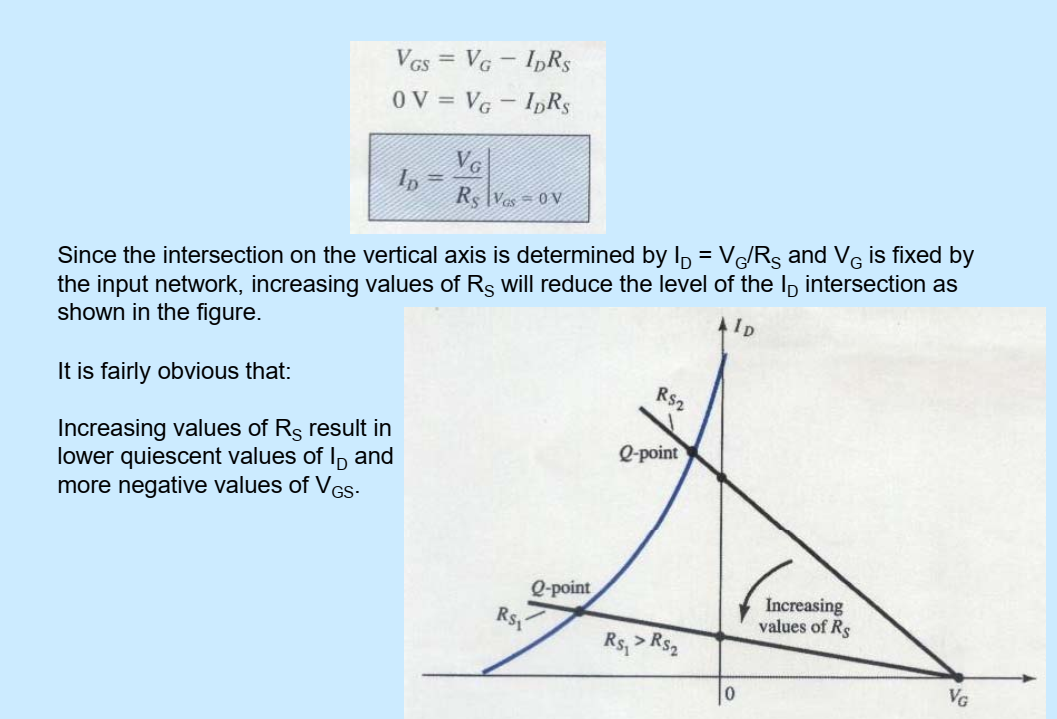 V_GS = V_G − I_D R_S
0 V = V_G − I_D R_S
I_D = V_G / R_S |V_GS = 0 V
Since the intersection on the vertical axis is determined by I_D = V_G/R_S and V_G is fixed by
the input network, increasing values of R_S will reduce the level of the I_D intersection as
shown in the figure.
It is fairly obvious that:
Increasing values of R_S result in
lower quiescent values of I_D and
more negative values of V_GS.
I_D
R_S2
Q-point
Q-point
R_S1
R_S1 > R_S2
Increasing
values of R_S
0
V_G